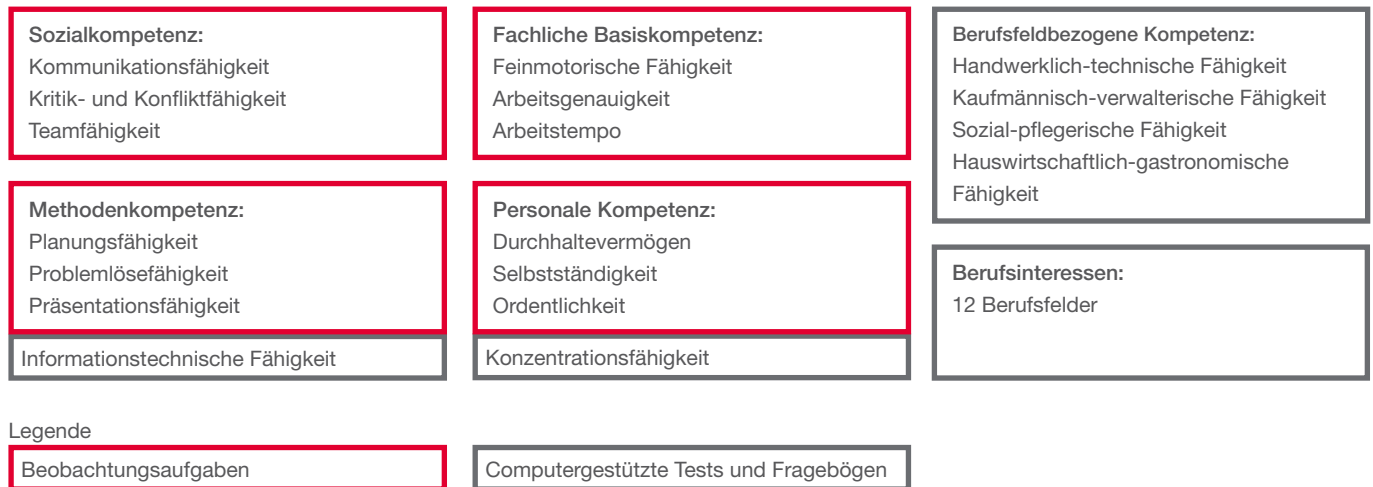 Sozialkompetenz:
Kommunikationsfähigkeit
Kritik- und Konfliktfähigkeit
Teamfähigkeit
Fachliche Basiskompetenz:
Feinmotorische Fähigkeit
Arbeitsgenauigkeit
Arbeitstempo
Berufsfeldbezogene Kompetenz:
Handwerklich-technische Fähigkeit
Kaufmännisch-verwalterische Fähigkeit
Sozial-pflegerische Fähigkeit
Hauswirtschaftlich-gastronomische
Fähigkeit
Methodenkompetenz:
Planungsfähigkeit
Problemlösefähigkeit
Präsentationsfähigkeit
Informationstechnische Fähigkeit
Personale Kompetenz:
Durchhaltevermögen
Selbstständigkeit
Ordentlichkeit
Konzentrationsfähigkeit
Berufsinteressen:
12 Berufsfelder
Legende
Beobachtungsaufgaben
Computergestützte Tests und Fragebögen